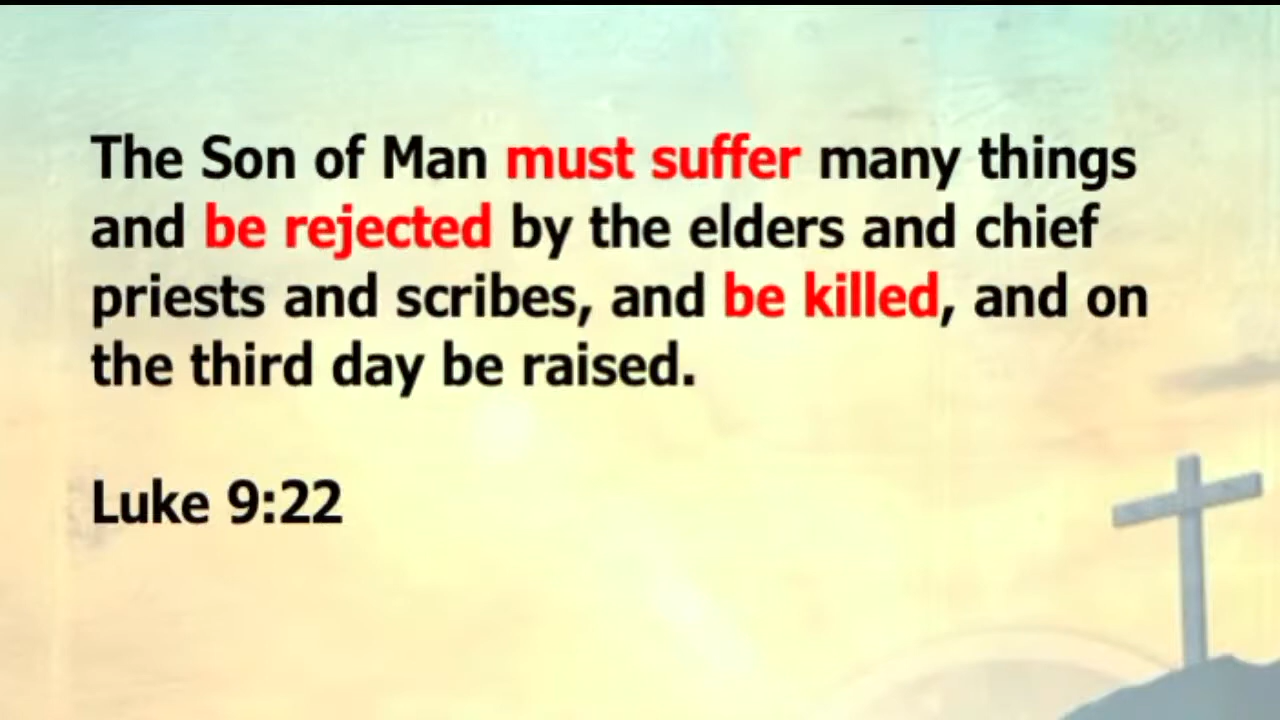 The Son of Man must suffer many things
and be rejected by the elders and chief
priests and scribes, and be killed, and on
the third day be raised.
Luke 9:22